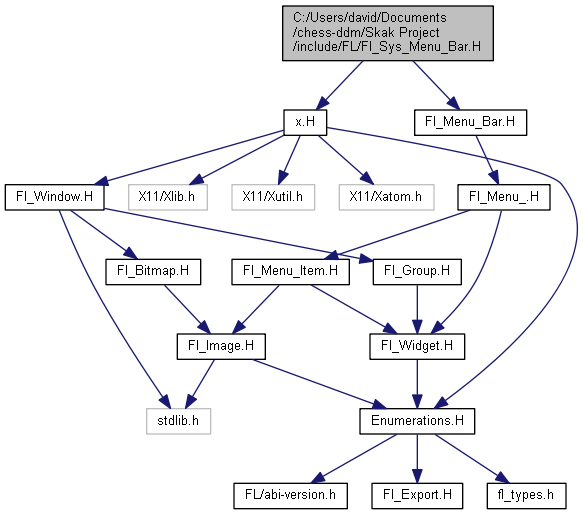 C:/Users/david/Documents
/chess-ddm/Skak Project
/include/FL/Fl_Sys_Menu_Bar.H
x.H
Fl_Menu_Bar.H
Fl_Window.H
X11/Xlib.h
X11/Xutil.h
X11/Xatom.h
Fl_Menu_.H
Fl_Bitmap.H
Fl_Menu_Item.H
Fl_Group.H
Fl_Image.H
Fl_Widget.H
stdlib.h
Enumerations.H
FL/abi-version.h
Fl_Export.H
fl_types.h